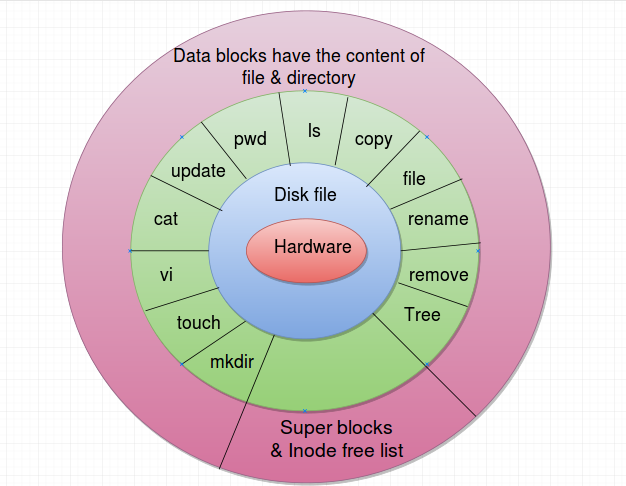 Data blocks have the content of
file & directory
ls
pwd
copy
update
file
cat
rename
vi
remove
touch
Tree
mkdir
Disk file
Hardware
Super blocks
& Inode free list